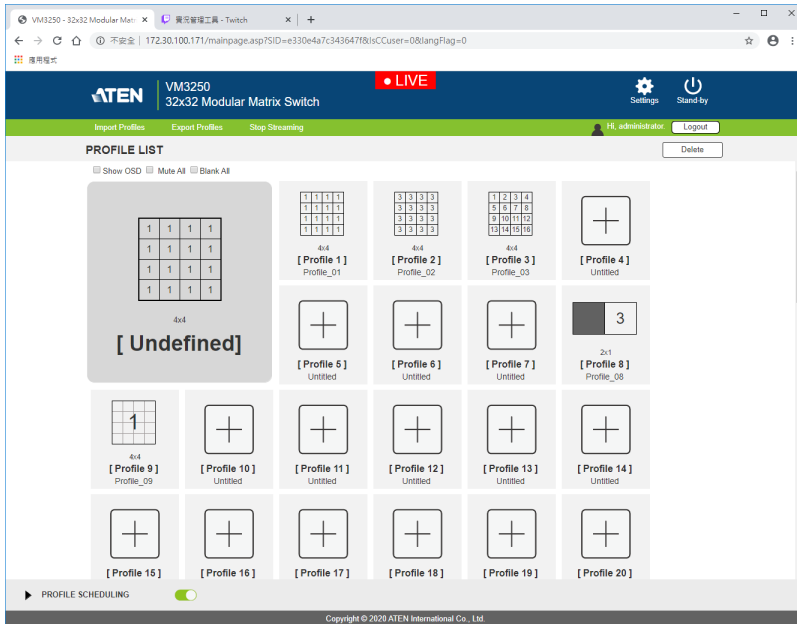 VM3250 - 32x32 Modular Matr
實況管理工具 - Twitch
不安全 | 172.30.100.171/mainpage.asp?SID=e330e4a7c343647f&IsCCuser=0&langFlag=0
應用程式
ATEN
VM3250
32x32 Modular Matrix Switch
LIVE
Settings
Stand-by
Import Profiles
Export Profiles
Stop Streaming
Hi, administrator.
Logout
PROFILE LIST
Delete
Show OSD
Mute All
Blank All
1 1 1 1
1 1 1 1
1 1 1 1
1 1 1 1
4x4
[ Undefined]
1 1 1 1
1 1 1 1
1 1 1 1
1 1 1 1
4x4
[ Profile 1 ]
Profile_01
3 3 3 3
3 3 3 3
3 3 3 3
3 3 3 3
4x4
[ Profile 2 ]
Profile_02
1 2 3 4
5 6 7 8
9 10 11 12
13 14 15 16
4x4
[ Profile 3 ]
Profile_03
[ Profile 4 ]
Untitled
[ Profile 5 ]
Untitled
[ Profile 6 ]
Untitled
[ Profile 7 ]
Untitled
3
2x1
[ Profile 8 ]
Profile_08
1
4x4
[ Profile 9 ]
Profile_09
[ Profile 10 ]
Untitled
[ Profile 11 ]
Untitled
[ Profile 12 ]
Untitled
[ Profile 13 ]
Untitled
[ Profile 14 ]
Untitled
[ Profile 15 ]
[ Profile 16 ]
[ Profile 17 ]
[ Profile 18 ]
[ Profile 19 ]
[ Profile 20 ]
PROFILE SCHEDULING
Copyright © 2020 ATEN International Co., Ltd.